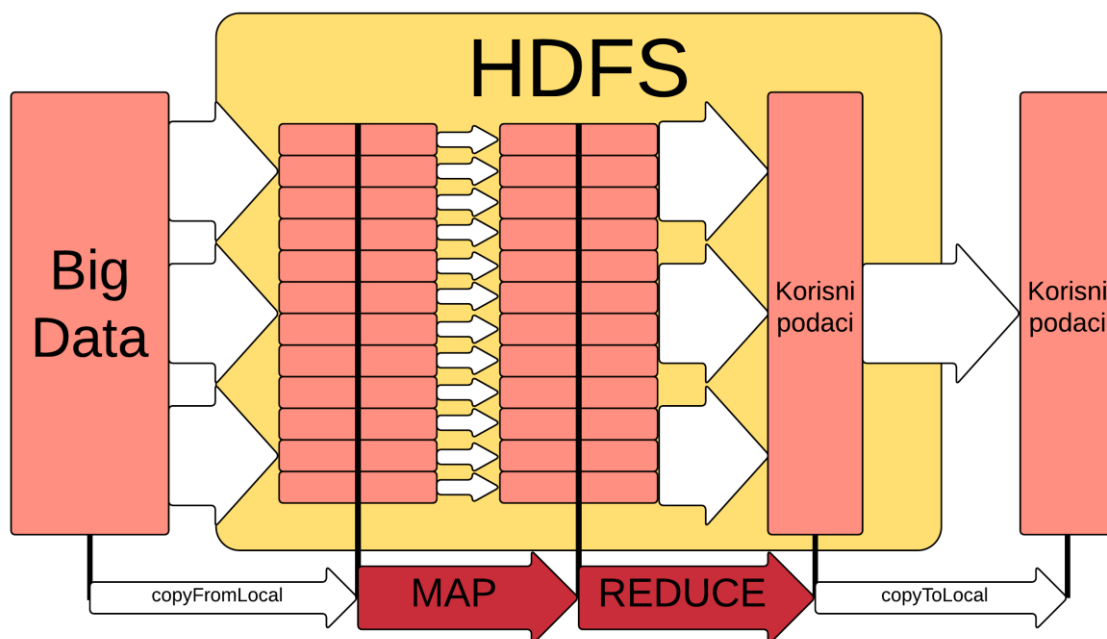 HDFS
Big
Data
Korisni
podaci
Korisni
podaci
copyFromLocal
MAP
REDUCE
copyToLocal